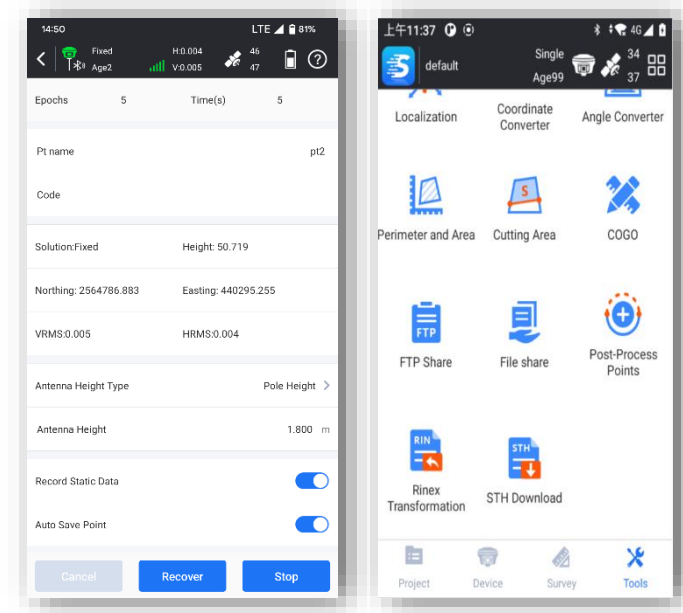 14:50
LTE 81%
Fixed H:0.004 46
Age2 V:0.005 47
Epochs 5 Time(s) 5
Pt name pt2
Code
Solution:Fixed Height: 50.719
Northing: 2564786.883 Easting: 440295.255
VRMS:0.005 HRMS:0.004
Antenna Height Type Pole Height >
Antenna Height 1.800 m
Record Static Data
Auto Save Point
Cancel Recover Stop
上午11:37 4G
default Single 34
Age99 37
Localization Coordinate Converter Angle Converter
Perimeter and Area Cutting Area COGO
FTP
FTP Share File share Post-Process Points
RIN STH
Rinex Transformation STH Download
Project Device Survey Tools